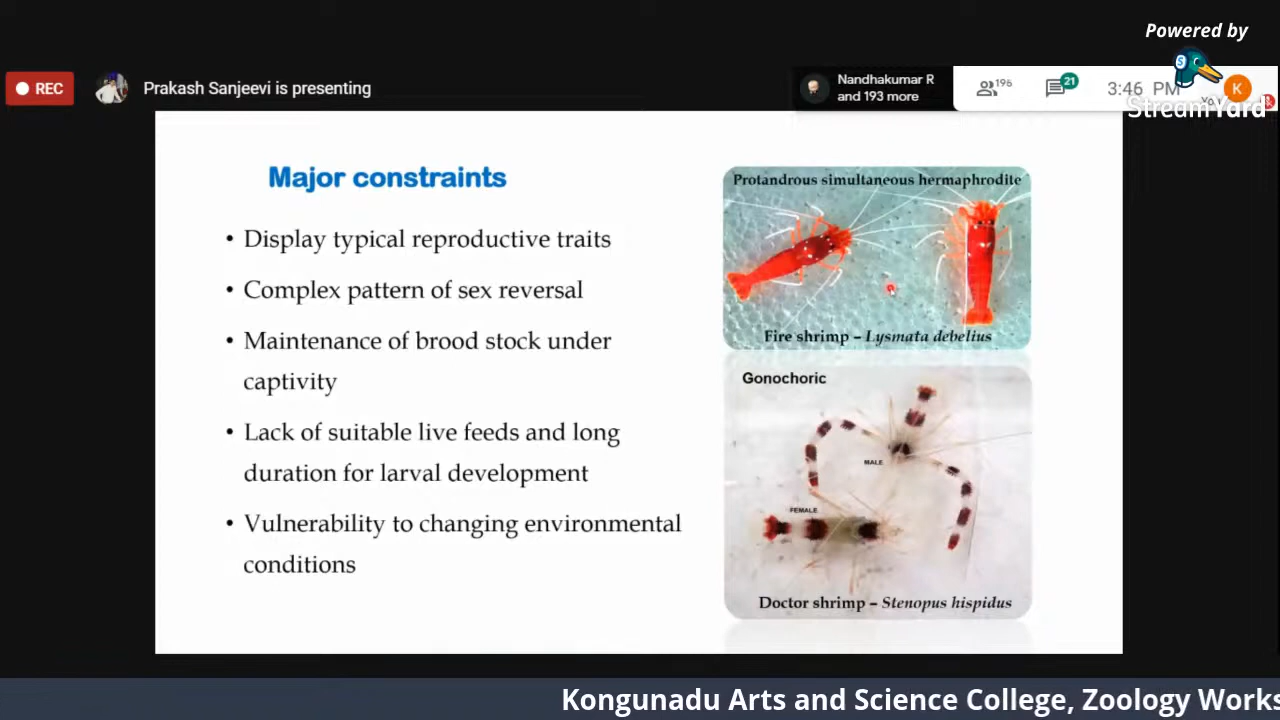 Powered by
StreamYard
REC
Prakash Sanjeevi is presenting
Nandhakumar R
and 193 more
195
21
3:46 PM
You
K
Major constraints
• Display typical reproductive traits
• Complex pattern of sex reversal
• Maintenance of brood stock under
captivity
• Lack of suitable live feeds and long
duration for larval development
• Vulnerability to changing environmental
conditions
Protandrous simultaneous hermaphrodite
Fire shrimp – Lysmata debelius
Gonochoric
MALE
FEMALE
Doctor shrimp – Stenopus hispidus
Kongunadu Arts and Science College, Zoology Works